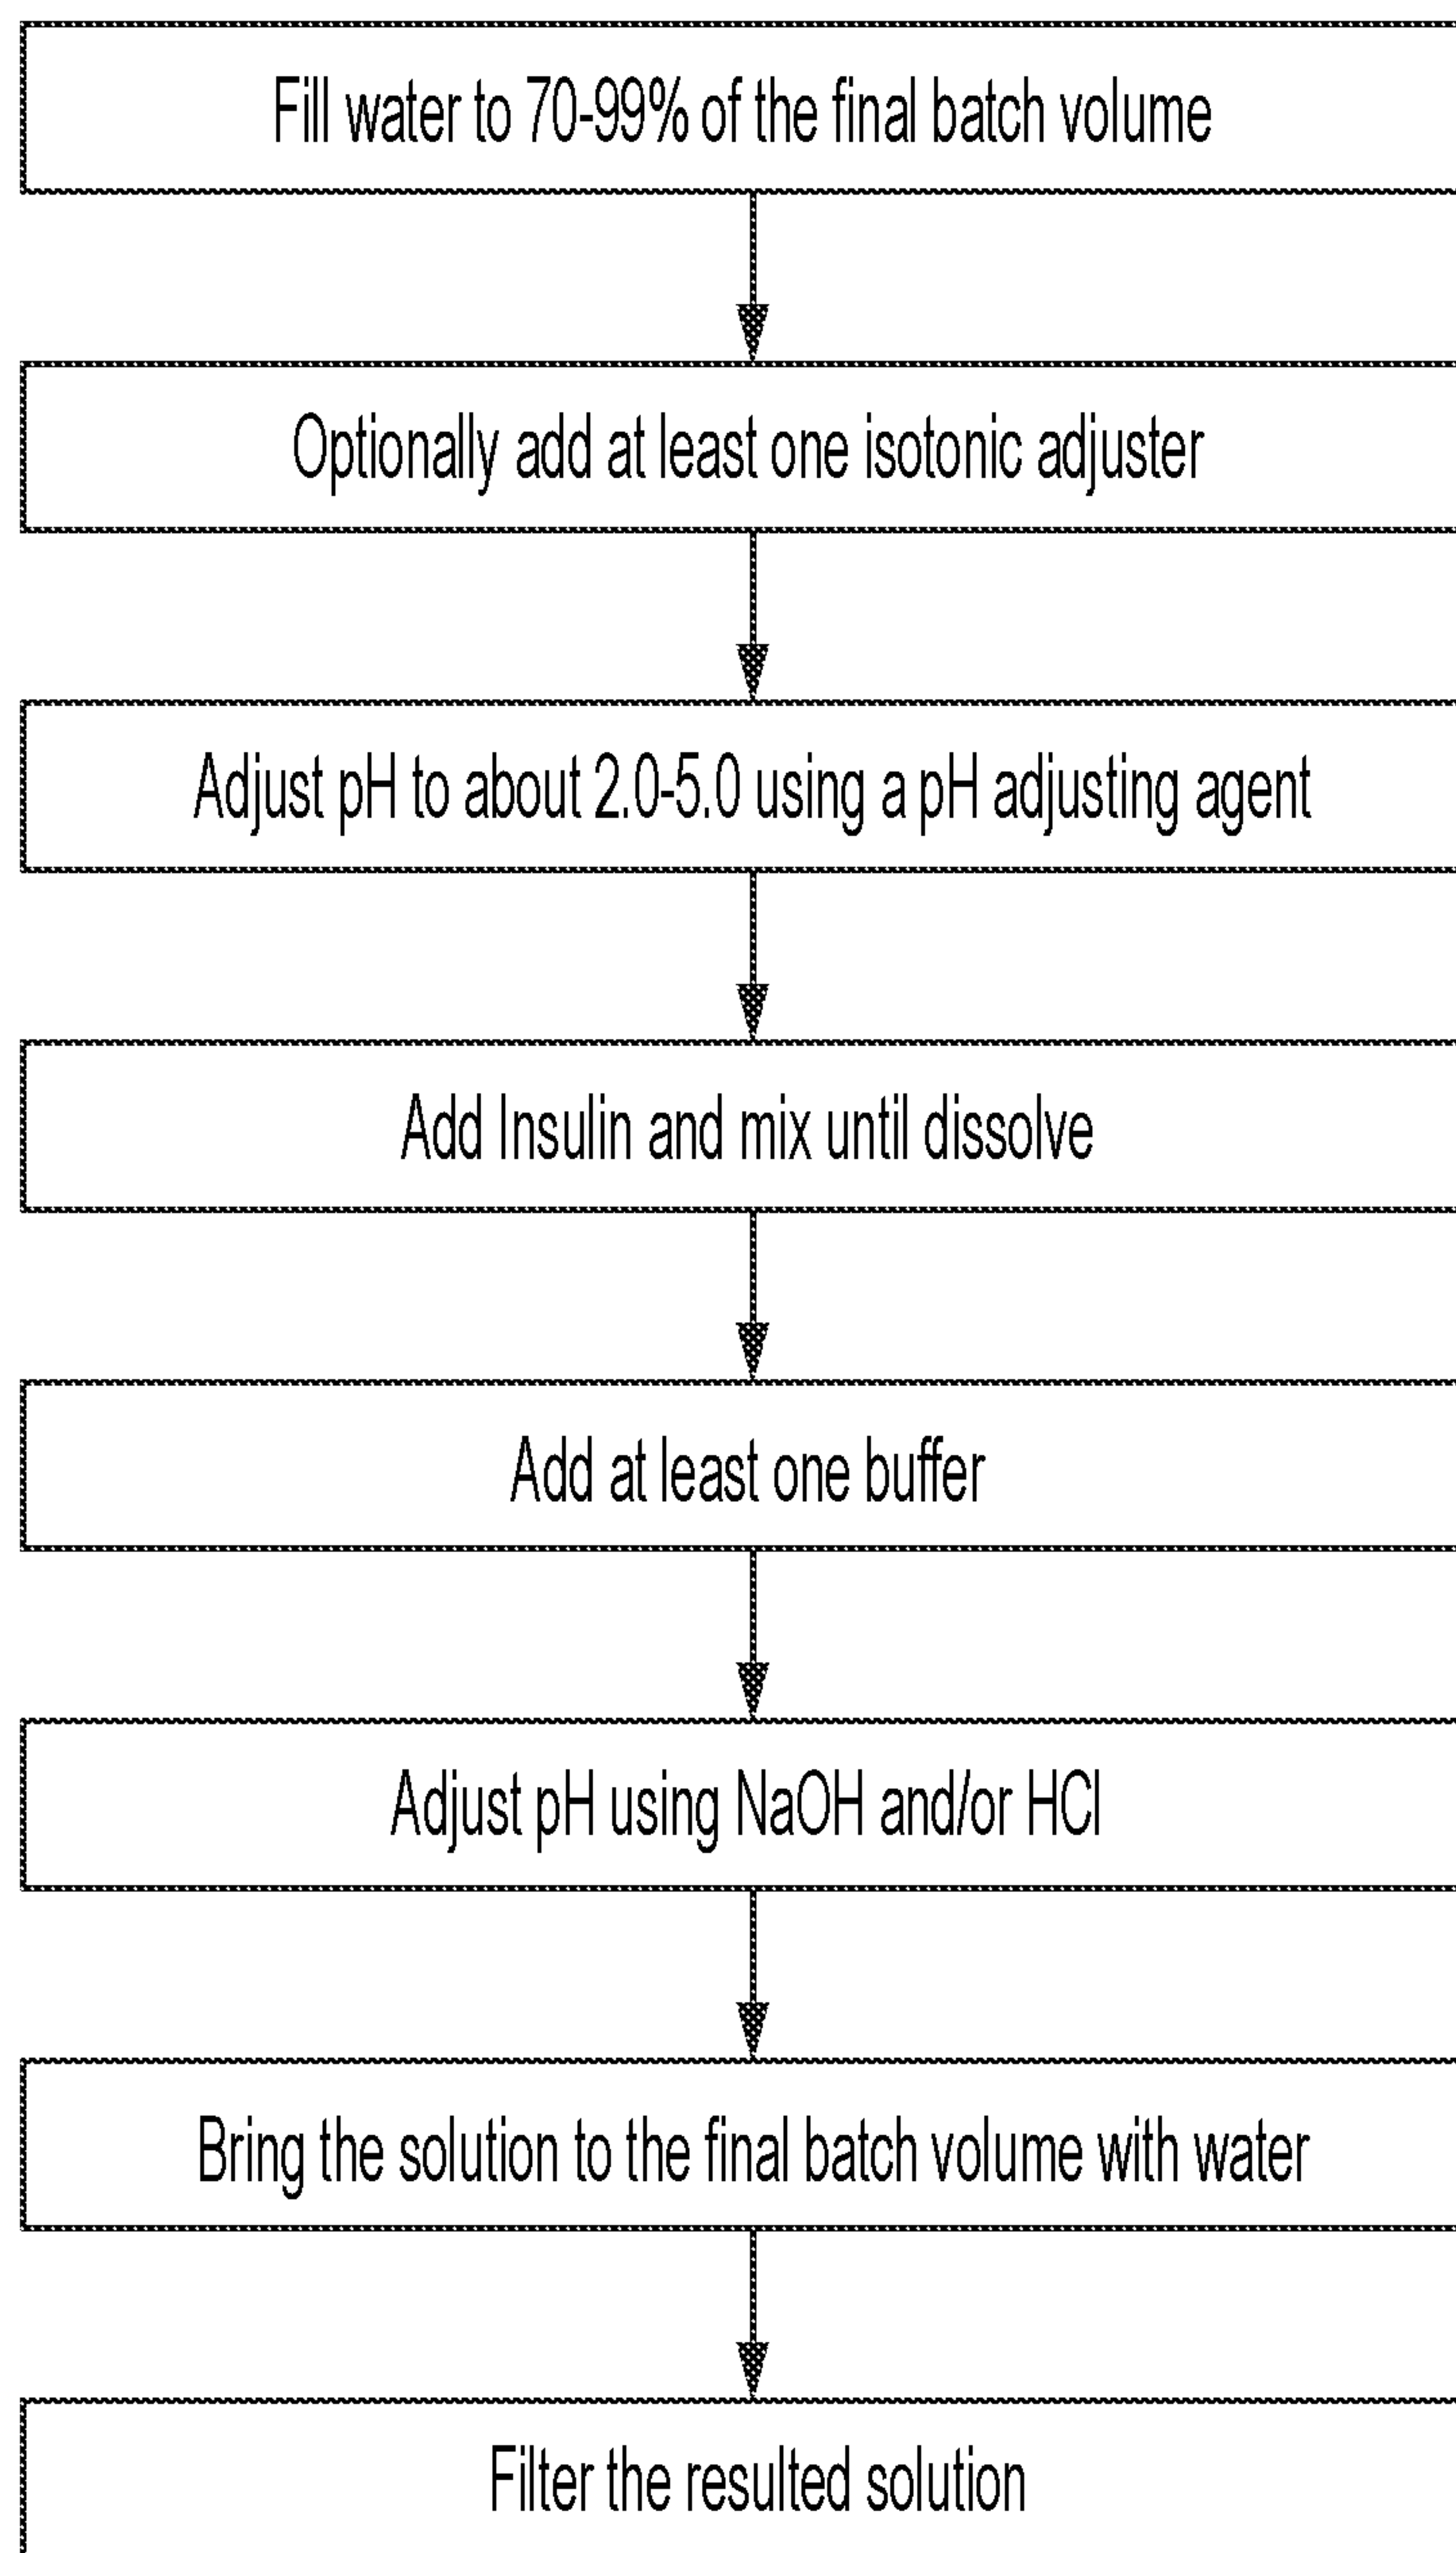 Fill water to 70-99% of the final batch volume
Optionally add at least one isotonic adjuster
Adjust pH to about 2.0-5.0 using a pH adjusting agent
Add Insulin and mix until dissolve
Add at least one buffer
Adjust pH using NaOH and/or HCl
Bring the solution to the final batch volume with water
Filter the resulted solution